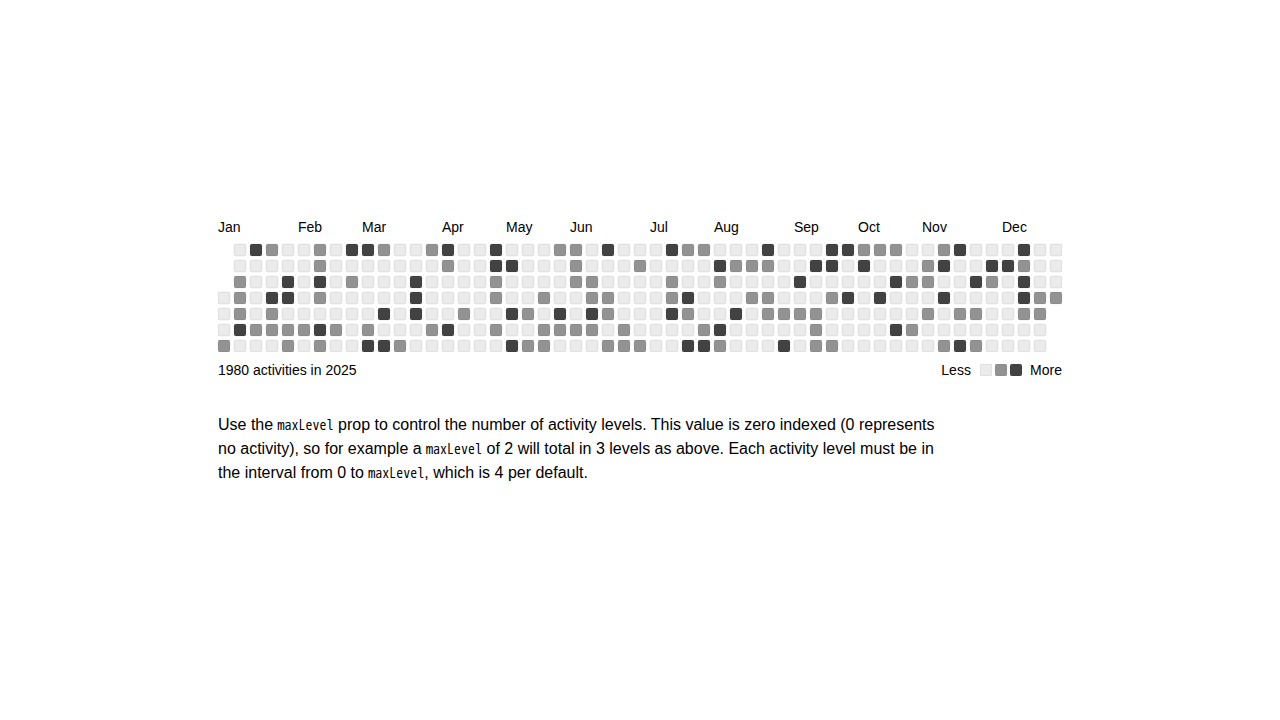 Jan Feb Mar Apr May Jun Jul Aug Sep Oct Nov Dec
1980 activities in 2025 Less More
Use the maxLevel prop to control the number of activity levels. This value is zero indexed (0 represents
no activity), so for example a maxLevel of 2 will total in 3 levels as above. Each activity level must be in
the interval from 0 to maxLevel, which is 4 per default.